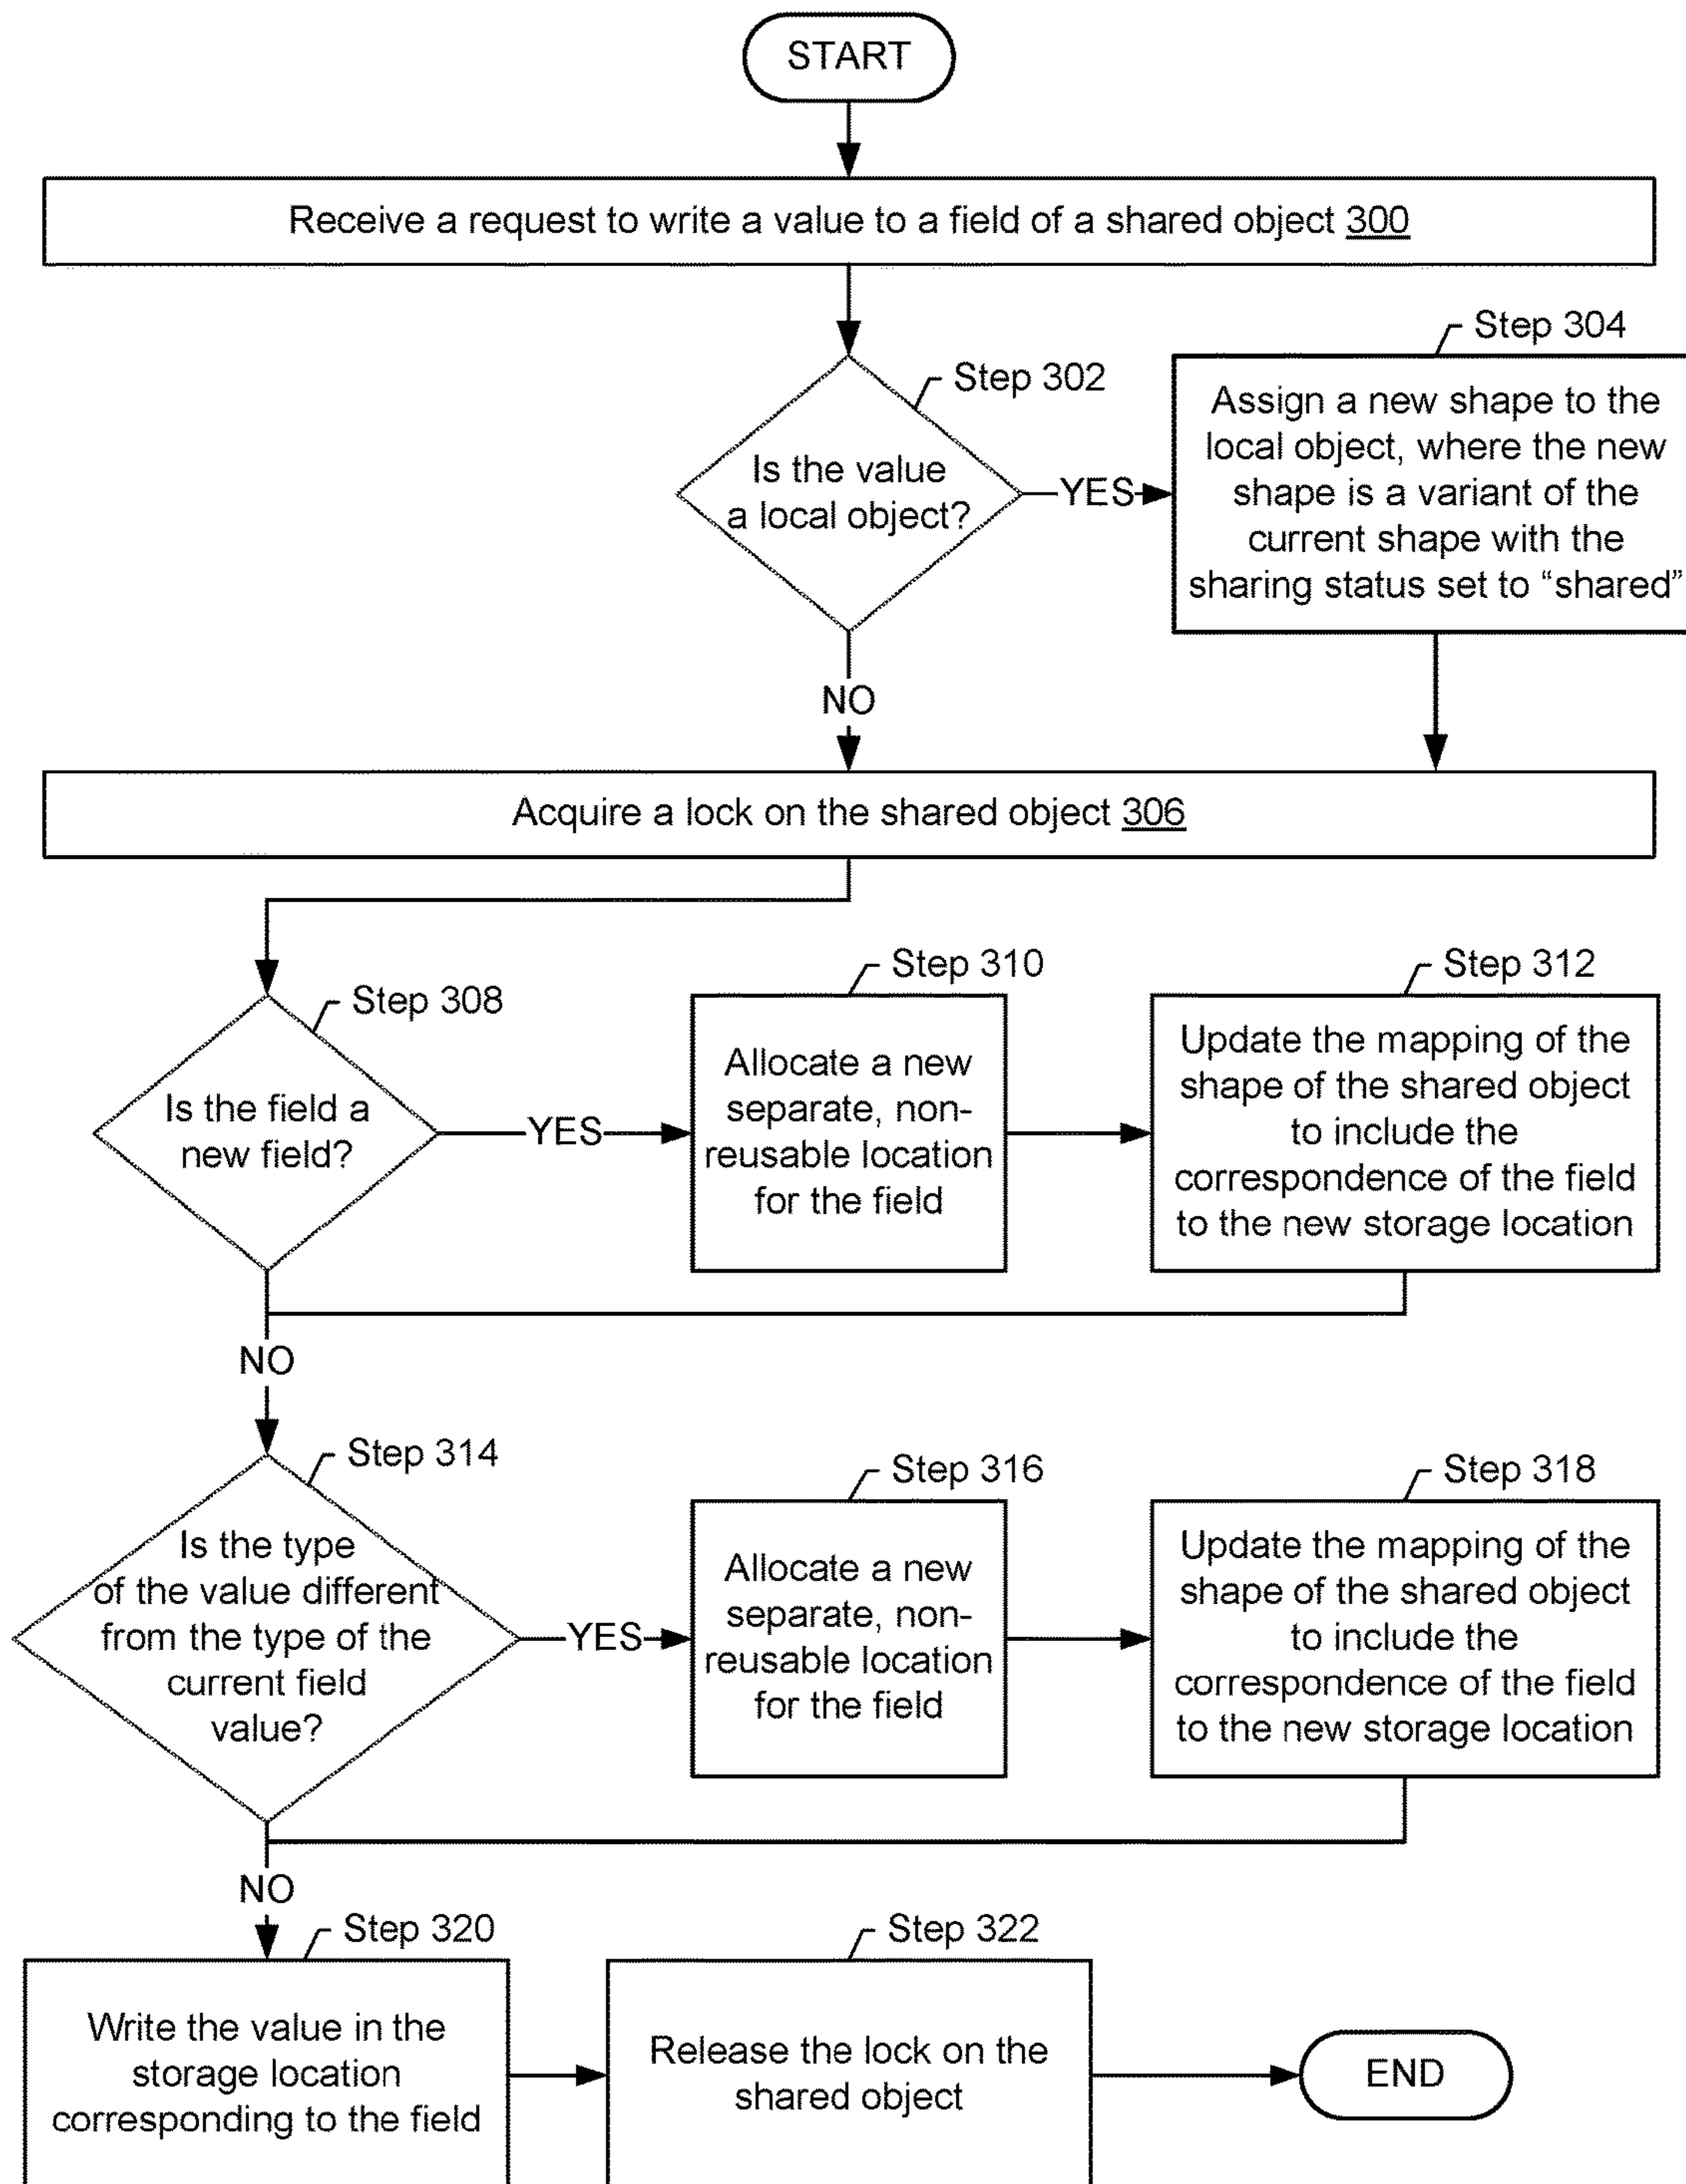 START
Receive a request to write a value to a field of a shared object 300
Step 302
Is the value
a local object?
YES
Step 304
Assign a new shape to the
local object, where the new
shape is a variant of the
current shape with the
sharing status set to “shared”
NO
Acquire a lock on the shared object 306
Step 308
Is the field a
new field?
YES
Step 310
Allocate a new
separate, non-
reusable location
for the field
Step 312
Update the mapping of the
shape of the shared object
to include the
correspondence of the field
to the new storage location
NO
Step 314
Is the type
of the value different
from the type of the
current field
value?
YES
Step 316
Allocate a new
separate, non-
reusable location
for the field
Step 318
Update the mapping of the
shape of the shared object
to include the
correspondence of the field
to the new storage location
NO
Step 320
Write the value in the
storage location
corresponding to the field
Step 322
Release the lock on the
shared object
END